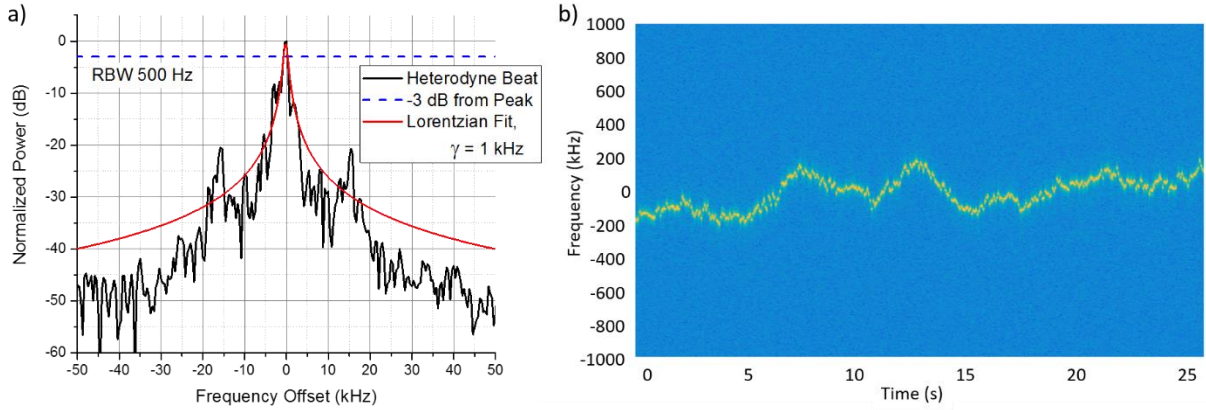 a)
0
-10
-20
-30
-40
-50
-60
Normalized Power (dB)
RBW 500 Hz
Heterodyne Beat
-3 dB from Peak
Lorentzian Fit,
γ = 1 kHz
-50 -40 -30 -20 -10 0 10 20 30 40 50
Frequency Offset (kHz)
b)
1000
800
600
400
200
0
-200
-400
-600
-800
-1000
Frequency (kHz)
0 5 10 15 20 25
Time (s)